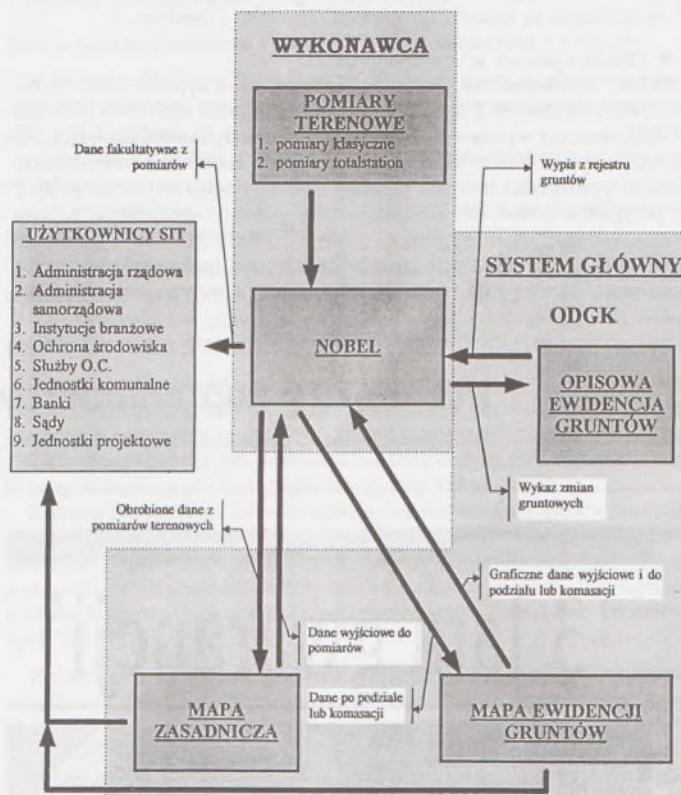 WYKONAWCA
POMIARY
TERENOWE
1. pomiary klasyczne
2. pomiary totalstation
Dane fakultatywne z
pomiarów
Wypis z rejestru
gruntów
UŻYTKOWNICY SIT
1. Administracja rządowa
2. Administracja
samorządowa
3. Instytucje branżowe
4. Ochrona środowiska
5. Służby O.C.
6. Jednostki komunalne
7. Banki
8. Sądy
9. Jednostki projektowe
SYSTEM GŁÓWNY
ODGK
NOBEL
OPISOWA
EWIDENCJA
GRUNTÓW
Wykaz zmian
gruntowych
Obrobione dane z
pomiarów terenowych
Graficzne dane wyjściowe i do
podziału lub komasacji
Dane wyjściowe do
pomiarów
Dane po podziale
lub komasacji
MAPA
ZASADNICZA
MAPA EWIDENCJI
GRUNTÓW